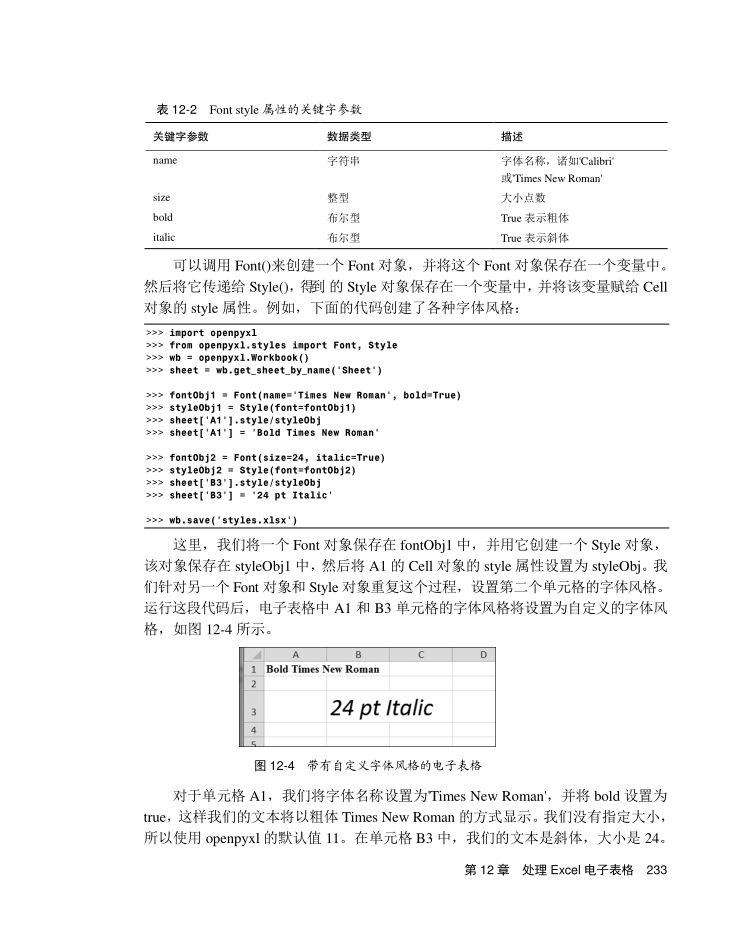 表 12-2 Font style 属性的关键字参数
关键字参数 数据类型 描述
name 字符串 字体名称，诸如'Calibri'
或'Times New Roman'
size 整型 大小点数
bold 布尔型 True 表示粗体
italic 布尔型 True 表示斜体
可以调用 Font()来创建一个 Font 对象，并将这个 Font 对象保存在一个变量中。
然后将它传递给 Style()，得到 的 Style 对象保存在一个变量中，并将该变量赋给 Cell
对象的 style 属性。例如，下面的代码创建了各种字体风格：
>>> import openpyxl
>>> from openpyxl.styles import Font, Style
>>> wb = openpyxl.Workbook()
>>> sheet = wb.get_sheet_by_name('Sheet')
>>> fontObj1 = Font(name='Times New Roman', bold=True)
>>> styleObj1 = Style(font=fontObj1)
>>> sheet['A1'].style/styleObj
>>> sheet['A1'] = 'Bold Times New Roman'
>>> fontObj2 = Font(size=24, italic=True)
>>> styleObj2 = Style(font=fontObj2)
>>> sheet['B3'].style/styleObj
>>> sheet['B3'] = '24 pt Italic'
>>> wb.save('styles.xlsx')
这里，我们将一个 Font 对象保存在 fontObj1 中，并用它创建一个 Style 对象，
该对象保存在 styleObj1 中，然后将 A1 的 Cell 对象的 style 属性设置为 styleObj。我
们针对另一个 Font 对象和 Style 对象重复这个过程，设置第二个单元格的字体风格。
运行这段代码后，电子表格中 A1 和 B3 单元格的字体风格将设置为自定义的字体风
格，如图 12-4 所示。
A B C D
1 Bold Times New Roman
2
3 24 pt Italic
4
5
图 12-4 带有自定义字体风格的电子表格
对于单元格 A1，我们将字体名称设置为'Times New Roman'，并将 bold 设置为
true，这样我们的文本将以粗体 Times New Roman 的方式显示。我们没有指定大小，
所以使用 openpyxl 的默认值 11。在单元格 B3 中，我们的文本是斜体，大小是 24。
第 12 章 处理 Excel 电子表格 233